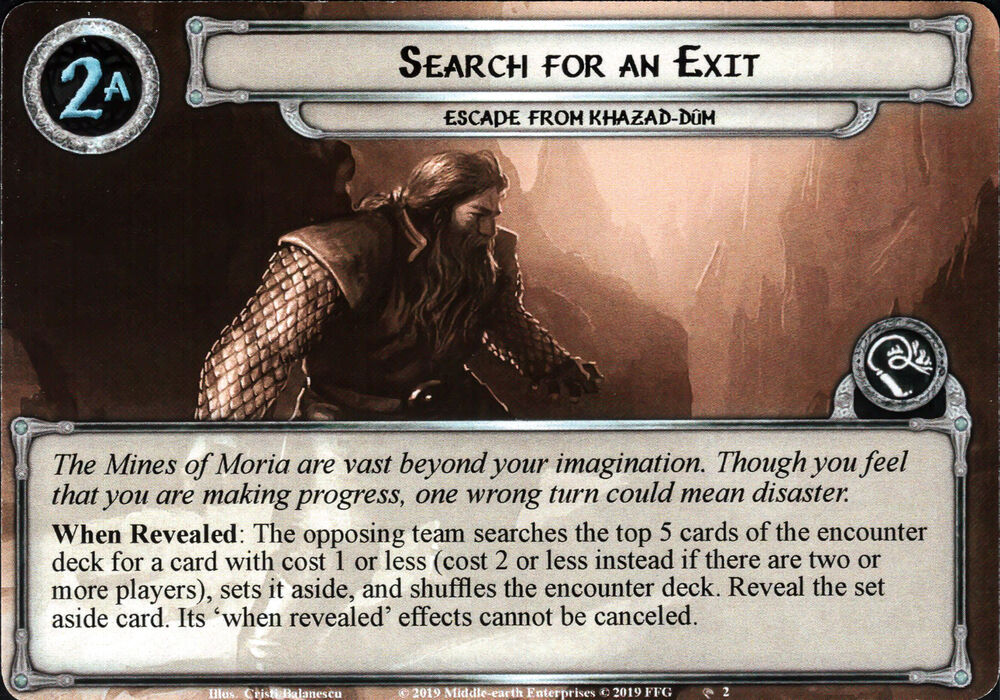 2A
SEARCH FOR AN EXIT
ESCAPE FROM KHAZAD-DÛM
The Mines of Moria are vast beyond your imagination. Though you feel
that you are making progress, one wrong turn could mean disaster.
When Revealed: The opposing team searches the top 5 cards of the encounter
deck for a card with cost 1 or less (cost 2 or less instead if there are two or
more players), sets it aside, and shuffles the encounter deck. Reveal the set
aside card. Its ‘when revealed’ effects cannot be canceled.
Illus. Cristi Balanescu © 2019 Middle-earth Enterprises © 2019 FFG 2